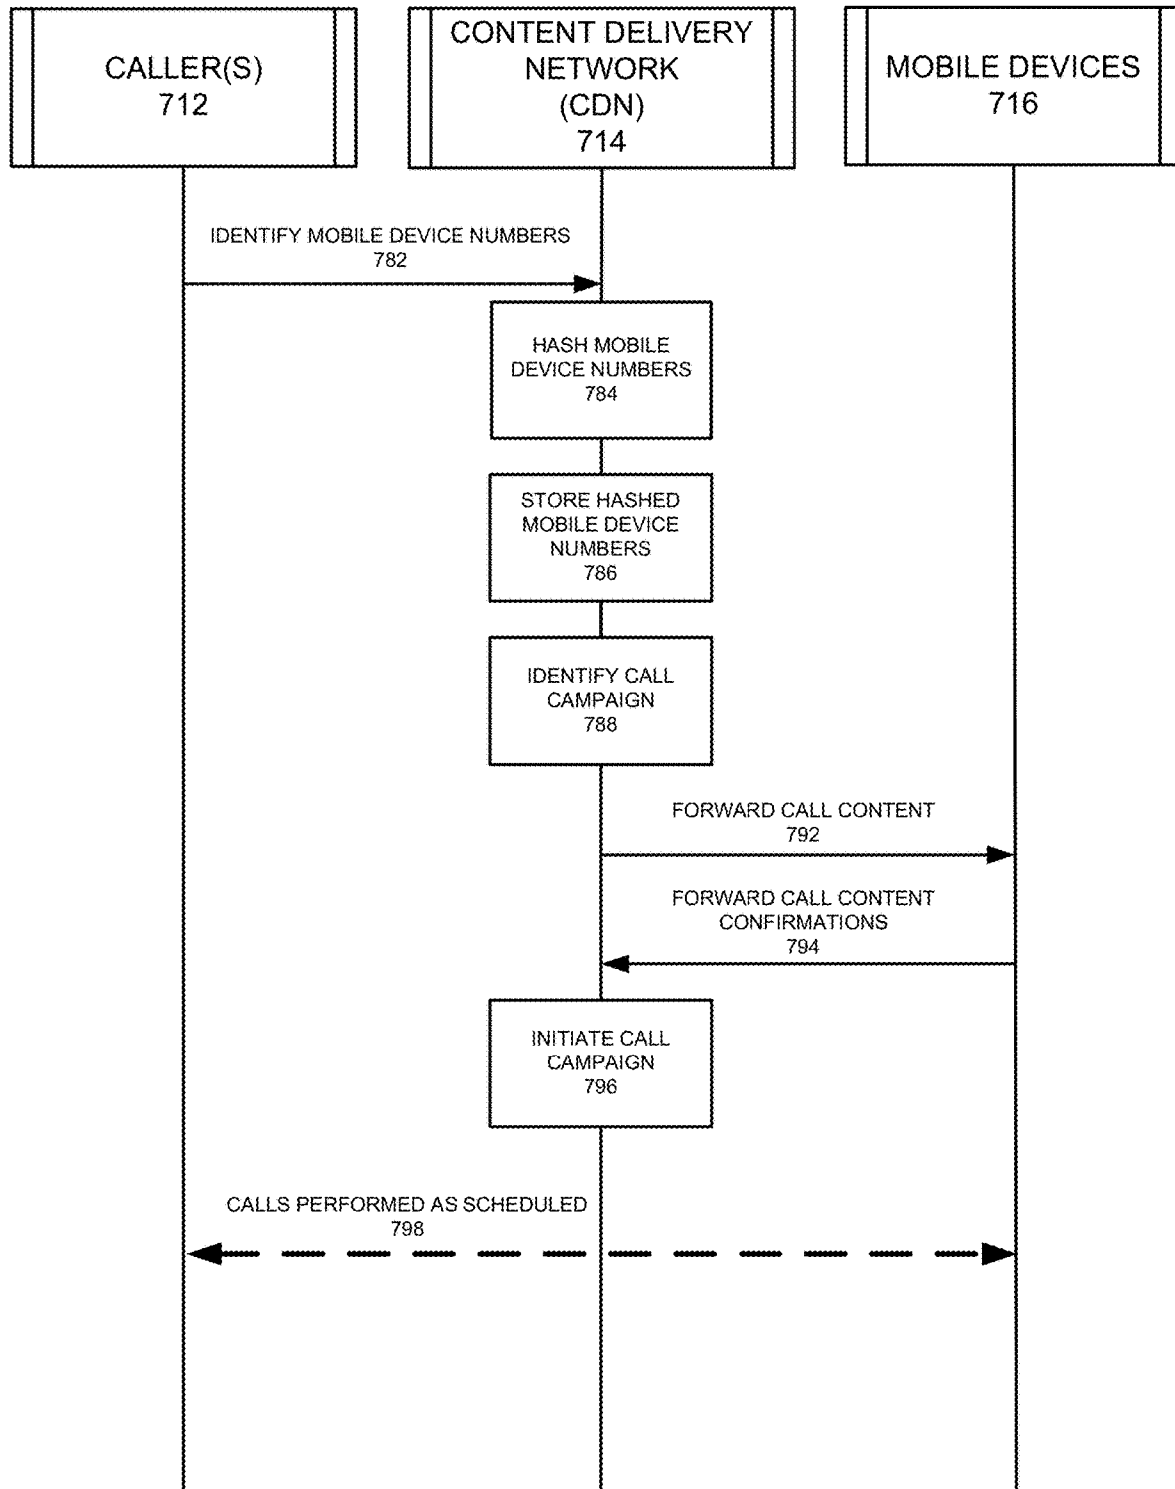 CALLER(S)
712
CONTENT DELIVERY
NETWORK
(CDN)
714
MOBILE DEVICES
716
IDENTIFY MOBILE DEVICE NUMBERS
782
HASH MOBILE
DEVICE NUMBERS
784
STORE HASHED
MOBILE DEVICE
NUMBERS
786
IDENTIFY CALL
CAMPAIGN
788
FORWARD CALL CONTENT
792
FORWARD CALL CONTENT
CONFIRMATIONS
794
INITIATE CALL
CAMPAIGN
796
CALLS PERFORMED AS SCHEDULED
798